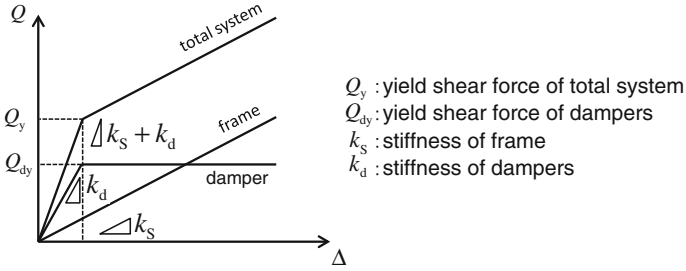 Q
total system
Q_y
k_S + k_d
frame
Q_dy
damper
k_d
k_S
Δ
Q_y : yield shear force of total system
Q_dy : yield shear force of dampers
k_S : stiffness of frame
k_d : stiffness of dampers